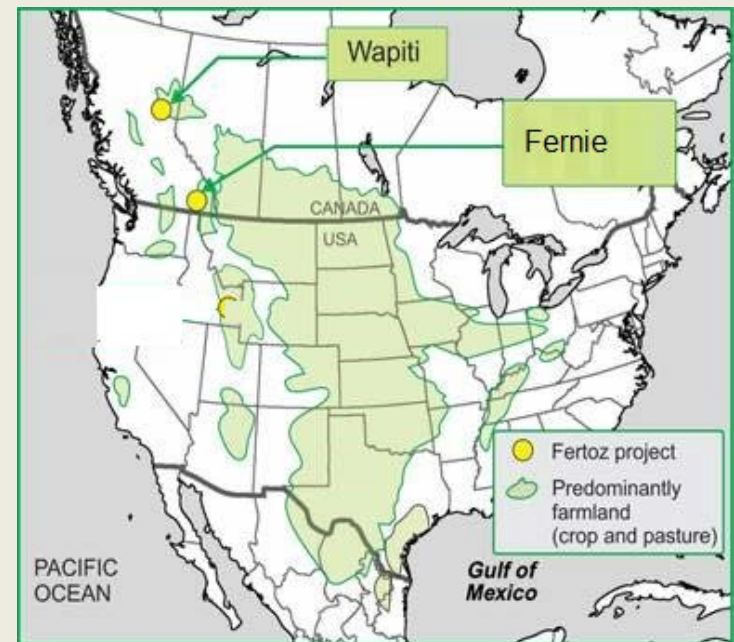 Wapiti
Fernie
CANADA
USA
Fertoz project
Predominantly
farmland
(crop and pasture)
PACIFIC
OCEAN
Gulf of
Mexico